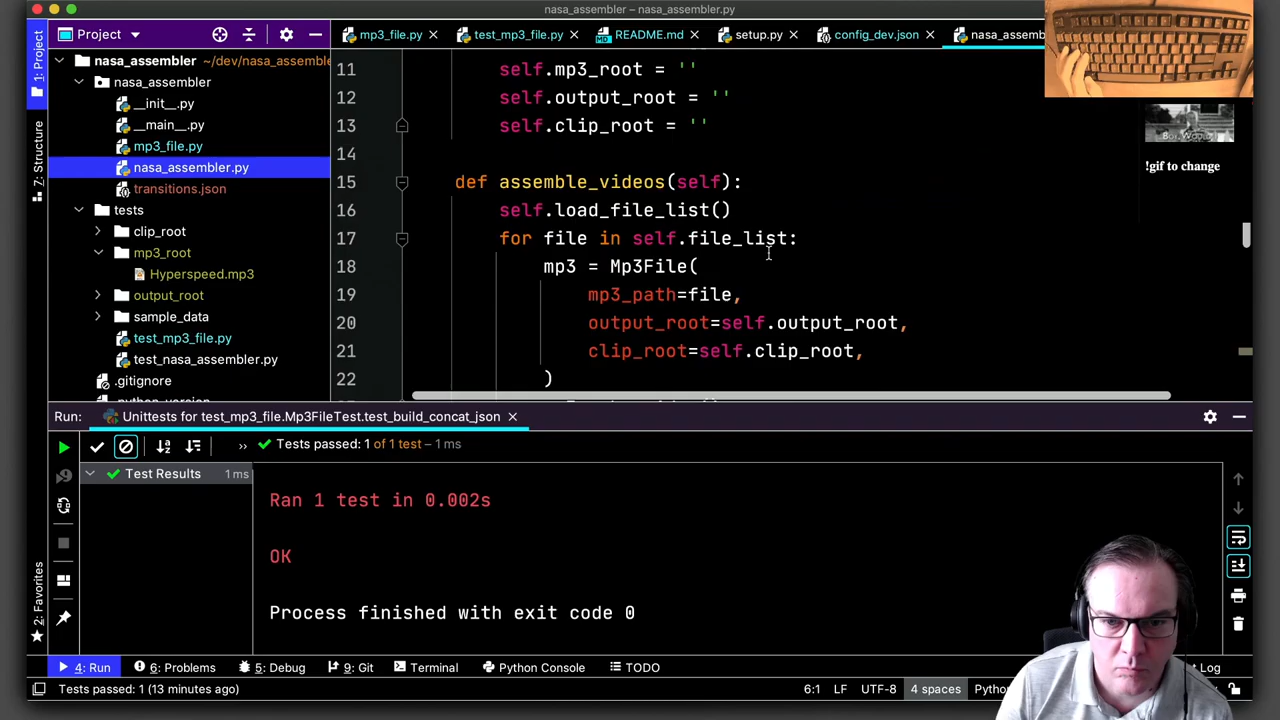 nasa_assembler – nasa_assembler.py
Project
mp3_file.py
test_mp3_file.py
README.md
setup.py
config_dev.json
nasa_assemb
1: Project
7: Structure
2: Favorites
nasa_assembler ~/dev/nasa_assemble
nasa_assembler
__init__.py
__main__.py
mp3_file.py
nasa_assembler.py
transitions.json
tests
clip_root
mp3_root
Hyperspeed.mp3
output_root
sample_data
test_mp3_file.py
test_nasa_assembler.py
.gitignore
11 self.mp3_root = ''
12 self.output_root = ''
13 self.clip_root = ''
14
15 def assemble_videos(self):
16 self.load_file_list()
17 for file in self.file_list:
18 mp3 = Mp3File(
19 mp3_path=file,
20 output_root=self.output_root,
21 clip_root=self.clip_root,
22 )
!gif to change
Run: Unittests for test_mp3_file.Mp3FileTest.test_build_concat_json
Tests passed: 1 of 1 test – 1 ms
Test Results 1 ms
Ran 1 test in 0.002s
OK
Process finished with exit code 0
4: Run 6: Problems 5: Debug 9: Git Terminal Python Console TODO Log
Tests passed: 1 (13 minutes ago) 6:1 LF UTF-8 4 spaces Python